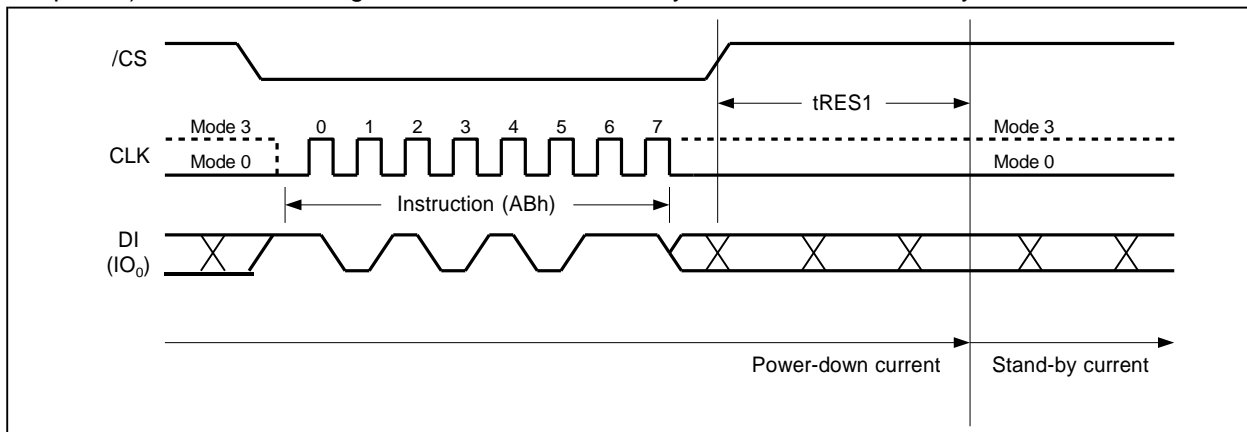 /CS
tRES1
Mode 3 0 1 2 3 4 5 6 7 Mode 3
CLK
Mode 0 Mode 0
Instruction (ABh)
DI
(IO0)
Power-down current Stand-by current